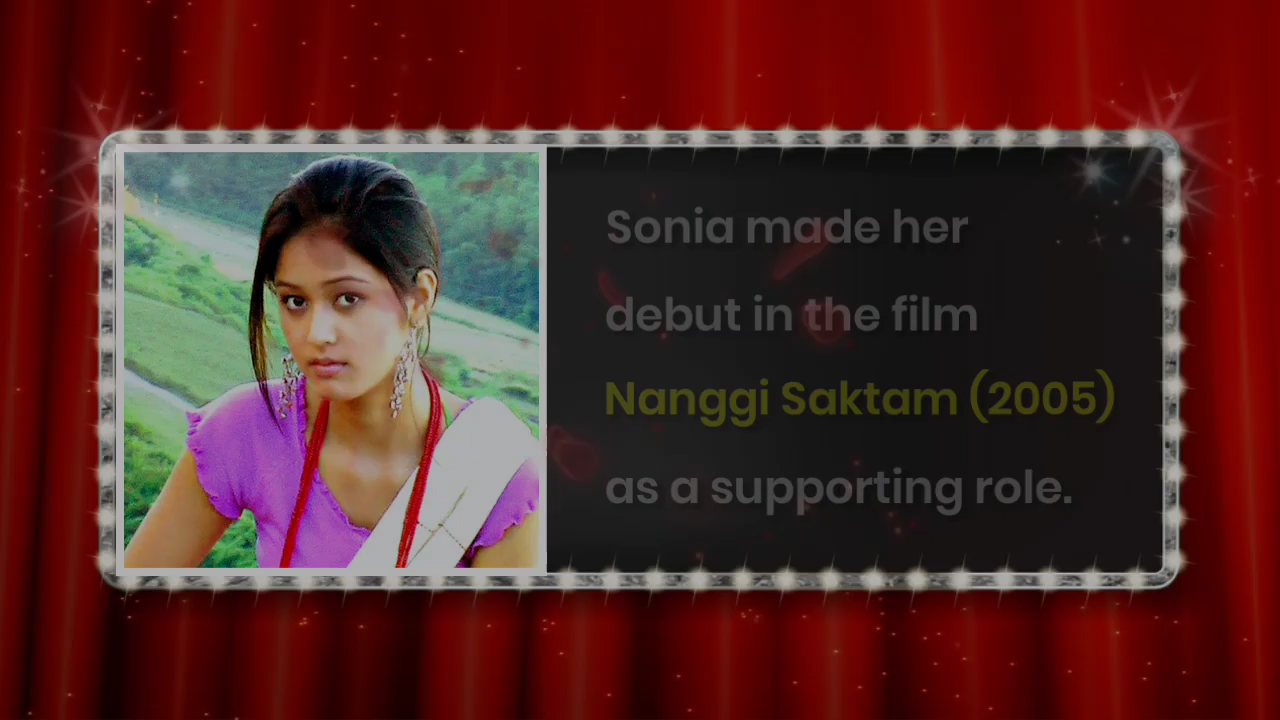 Sonia made her
debut in the film
Nanggi Saktam (2005)
as a supporting role.